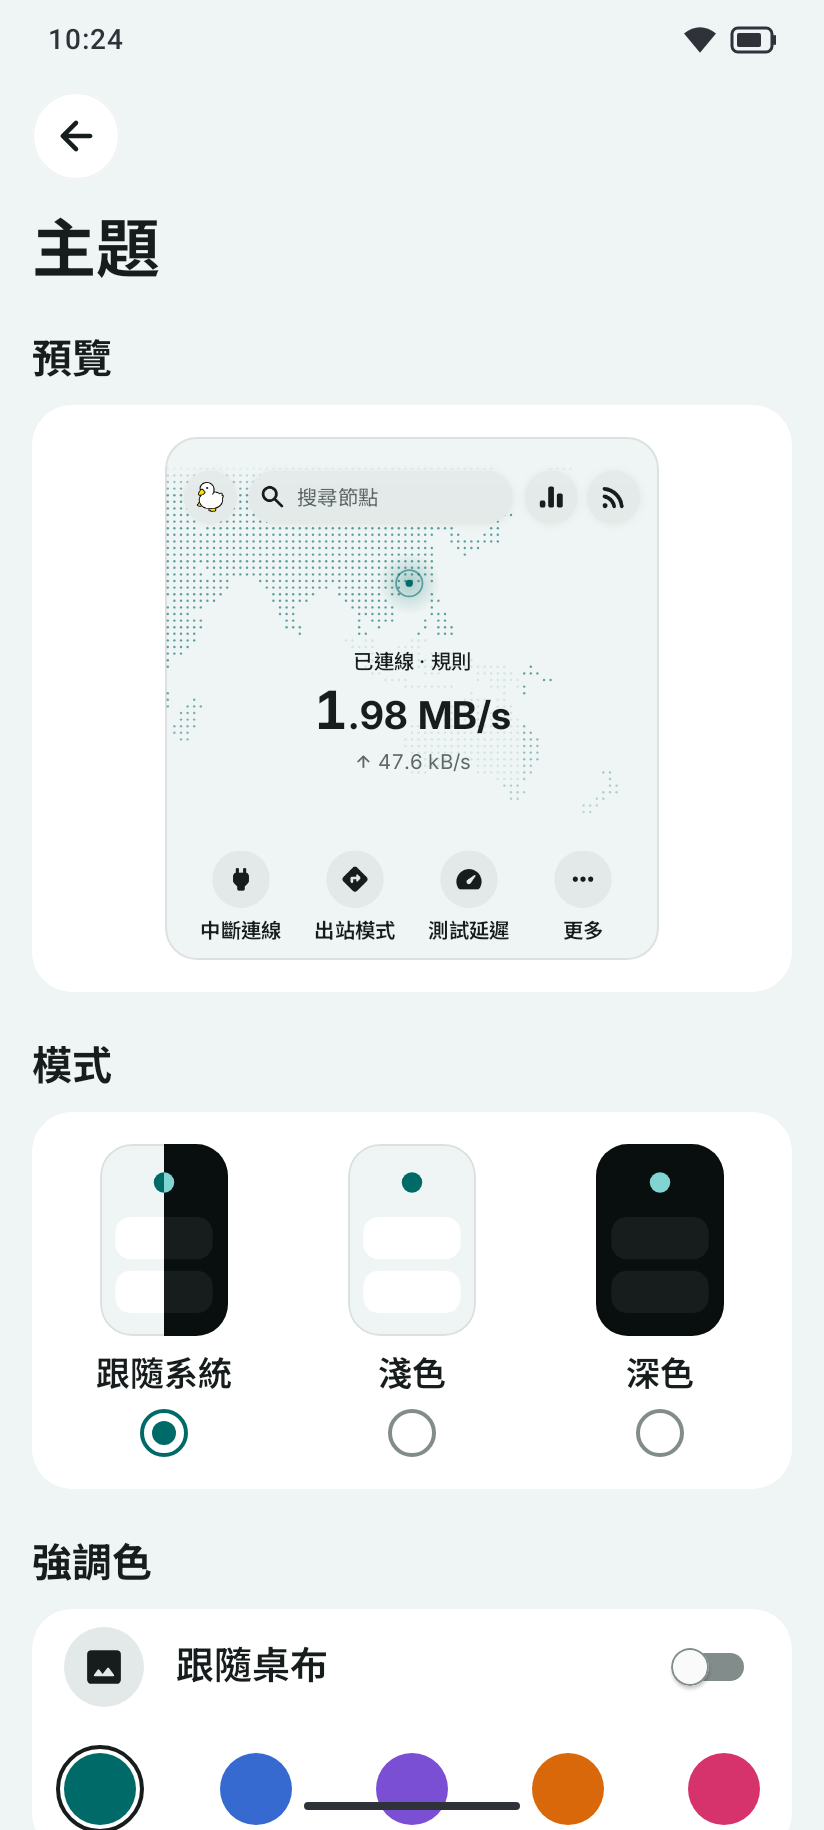 10:24
主題
預覽
搜尋節點
已連線 · 規則
1.98 MB/s
↑ 47.6 kB/s
中斷連線 出站模式 測試延遲 更多
模式
跟隨系統 淺色 深色
強調色
跟隨桌布